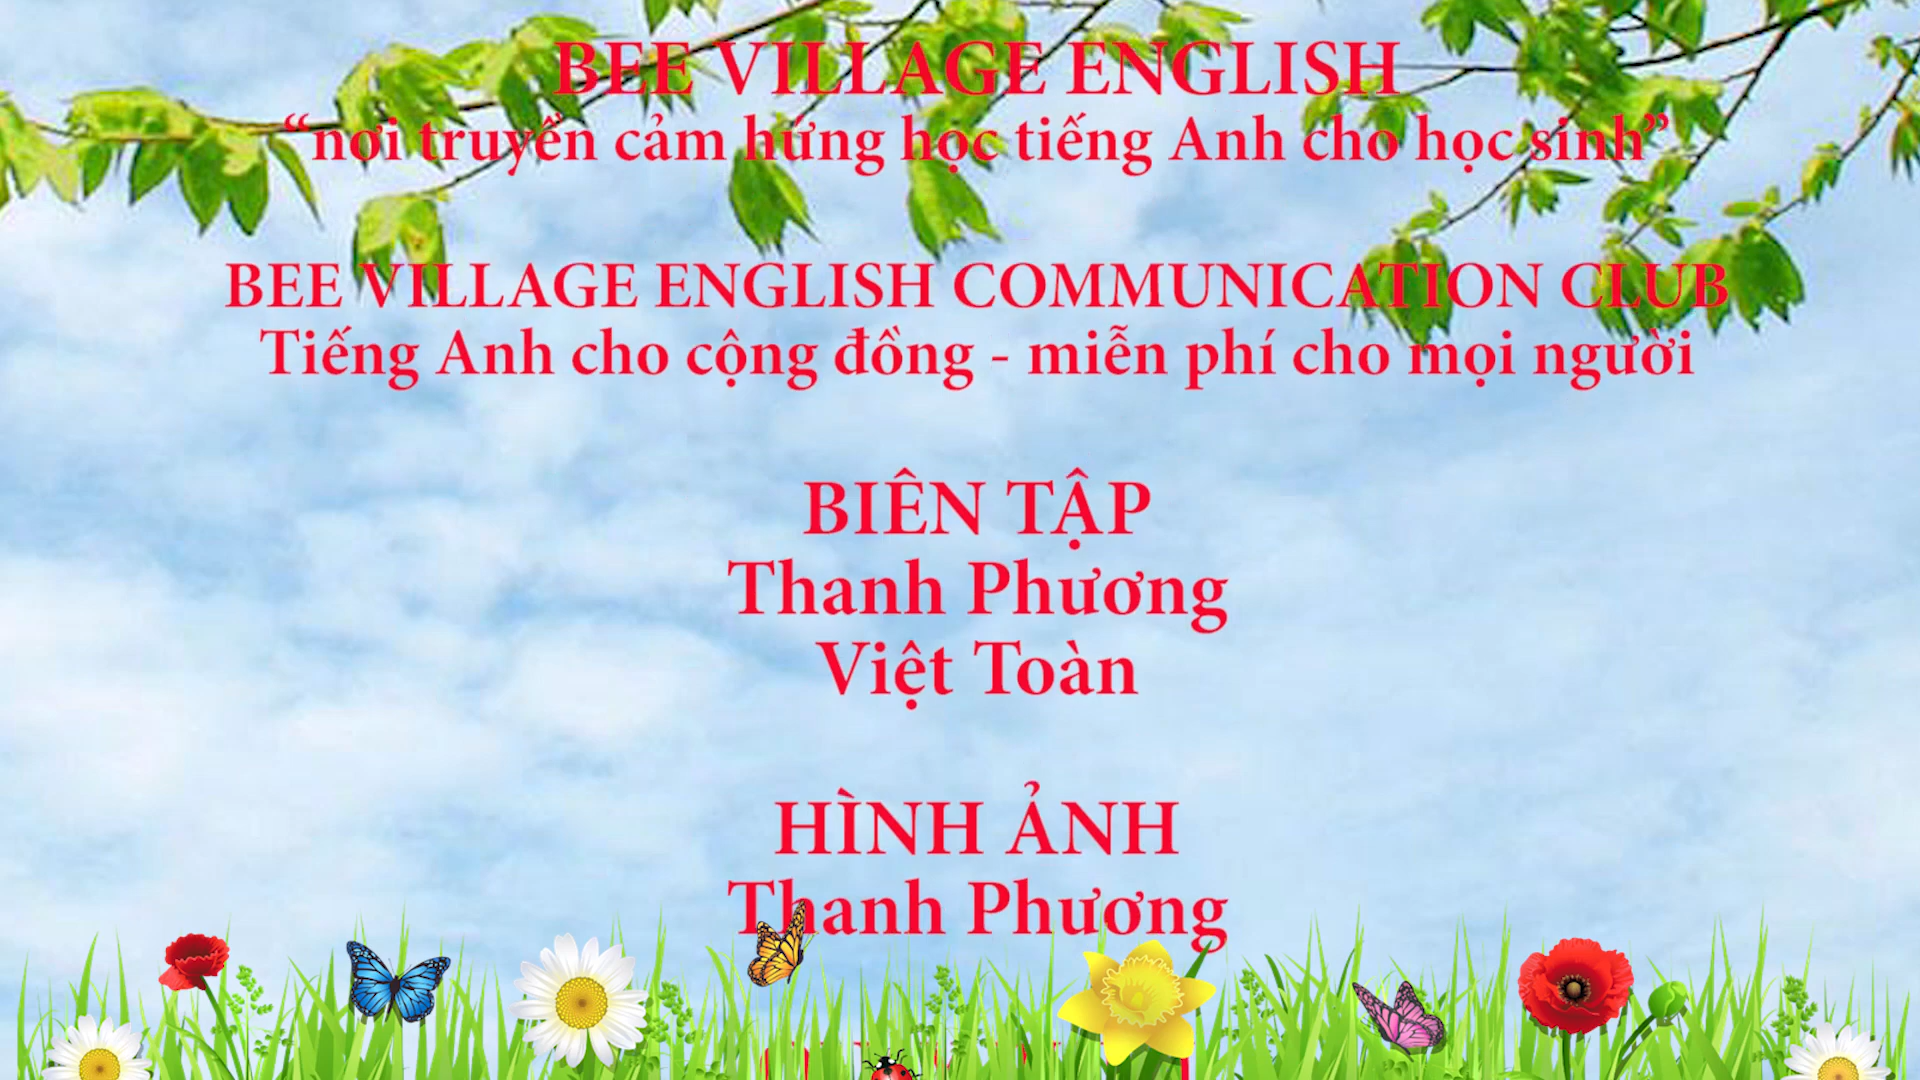 BEE VILLAGE ENGLISH
“nơi truyền cảm hứng học tiếng Anh cho học sinh”
BEE VILLAGE ENGLISH COMMUNICATION CLUB
Tiếng Anh cho cộng đồng - miễn phí cho mọi người
BIÊN TẬP
Thanh Phương
Việt Toàn
HÌNH ẢNH
Thanh Phương